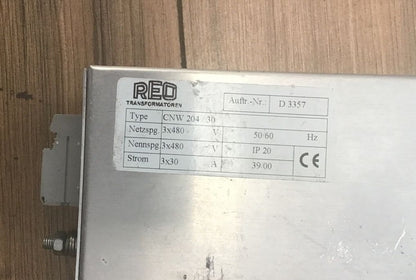 REO
TRANSFORMATOREN
Auftr.-Nr.: D 3357
Type CNW 204 / 30
Netzspg. 3x480 V 50/60 Hz
Nennspg. 3x480 V IP 20
Strom 3x30 A 39/00 CE